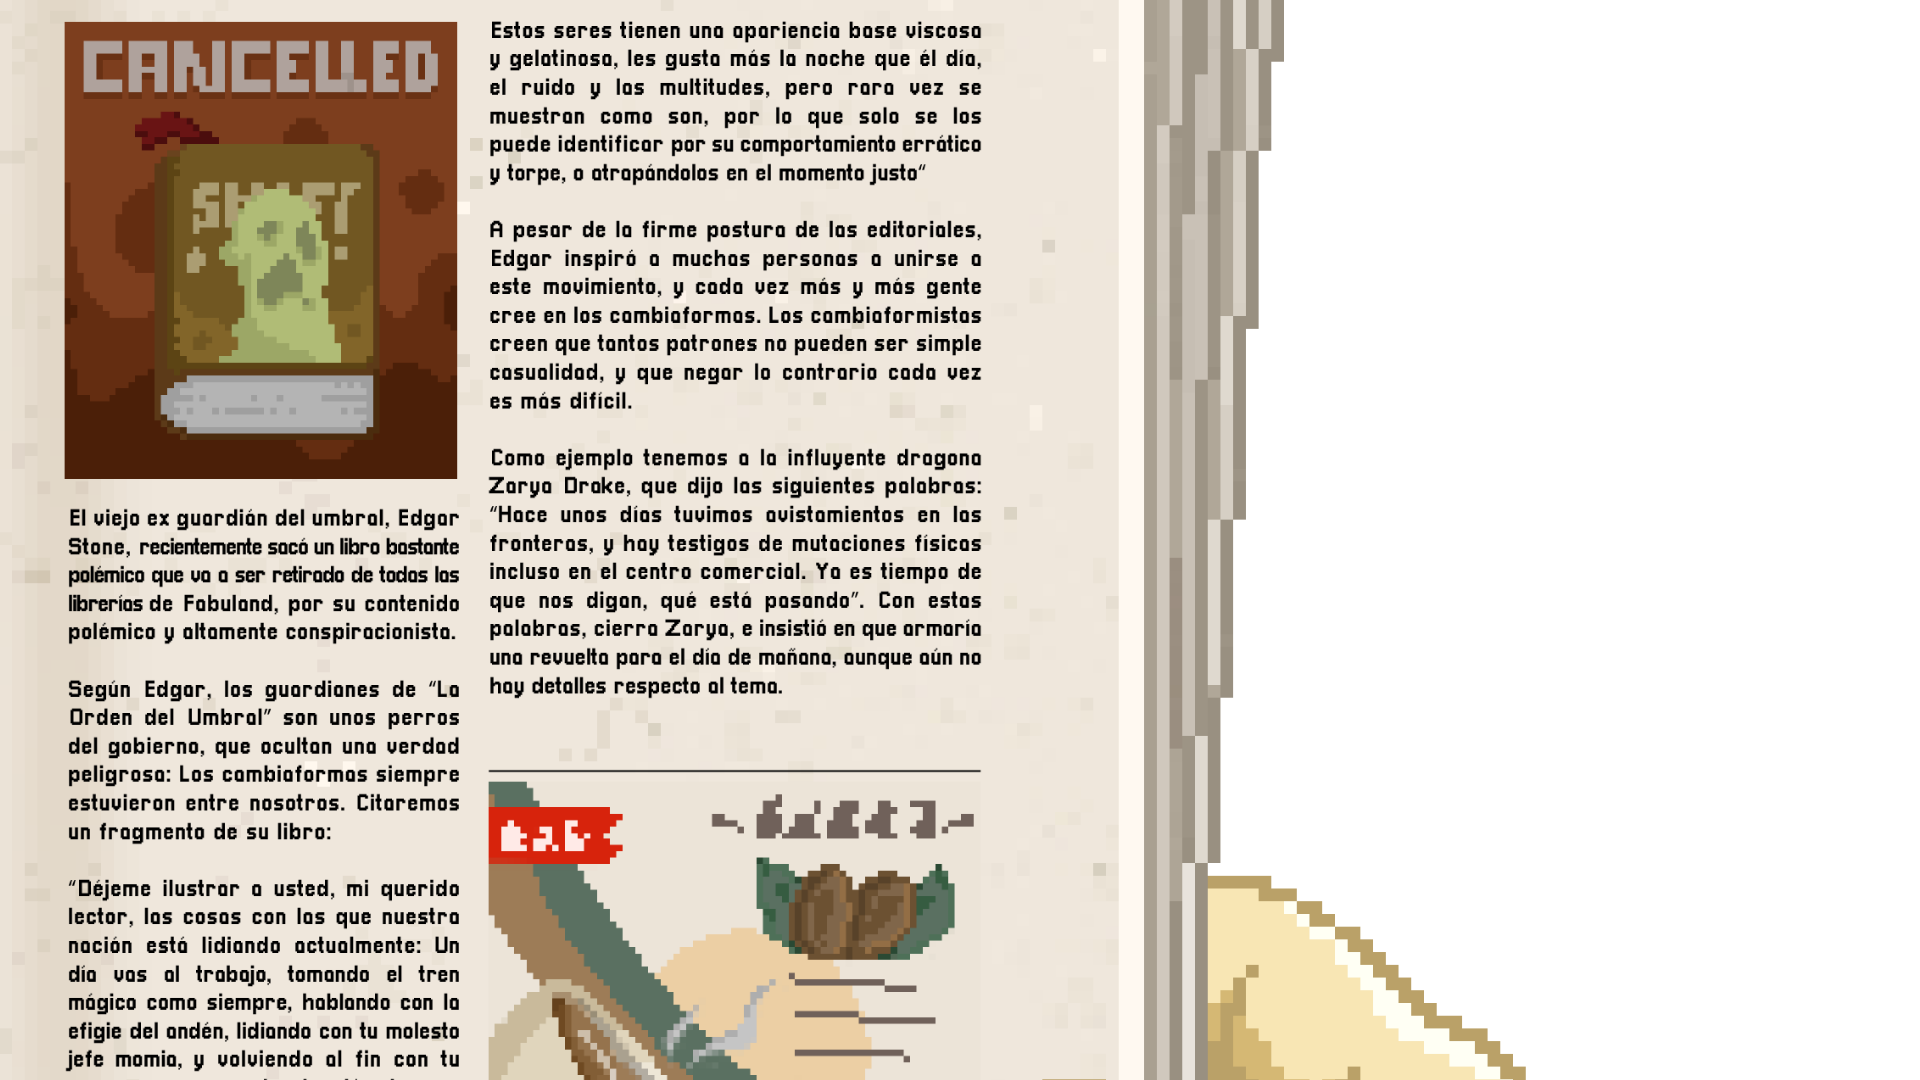 CANCELLED
El viejo ex guardián del umbral, Edgar
Stone, recientemente sacó un libro bastante
polémico que va a ser retirado de todas las
librerías de Fabuland, por su contenido
polémico y altamente conspiracionista.
Según Edgar, los guardianes de “La
Orden del Umbral” son unos perros
del gobierno, que ocultan una verdad
peligrosa: Los cambiaformas siempre
estuvieron entre nosotros. Citaremos
un fragmento de su libro:
“Déjeme ilustrar a usted, mi querido
lector, las cosas con las que nuestra
nación está lidiando actualmente: Un
día vas al trabajo, tomando el tren
mágico como siempre, hablando con la
efigie del andén, lidiando con tu molesto
jefe momia, y volviendo al fin con tu
Estos seres tienen una apariencia base viscosa
y gelatinosa, les gusta más la noche que él día,
el ruido y las multitudes, pero rara vez se
muestran como son, por lo que solo se los
puede identificar por su comportamiento errático
y torpe, o atrapándolos en el momento justo”
A pesar de la firme postura de las editoriales,
Edgar inspiró a muchas personas a unirse a
este movimiento, y cada vez más y más gente
cree en los cambiaformas. Los cambiaformistas
creen que tantos patrones no pueden ser simple
casualidad, y que negar lo contrario cada vez
es más difícil.
Como ejemplo tenemos a la influyente dragona
Zarya Drake, que dijo las siguientes palabras:
“Hace unos días tuvimos avistamientos en las
fronteras, y hay testigos de mutaciones físicas
incluso en el centro comercial. Ya es tiempo de
que nos digan, qué está pasando”. Con estas
palabras, cierra Zarya, e insistió en que armaría
una revuelta para el día de mañana, aunque aún no
hay detalles respecto al tema.